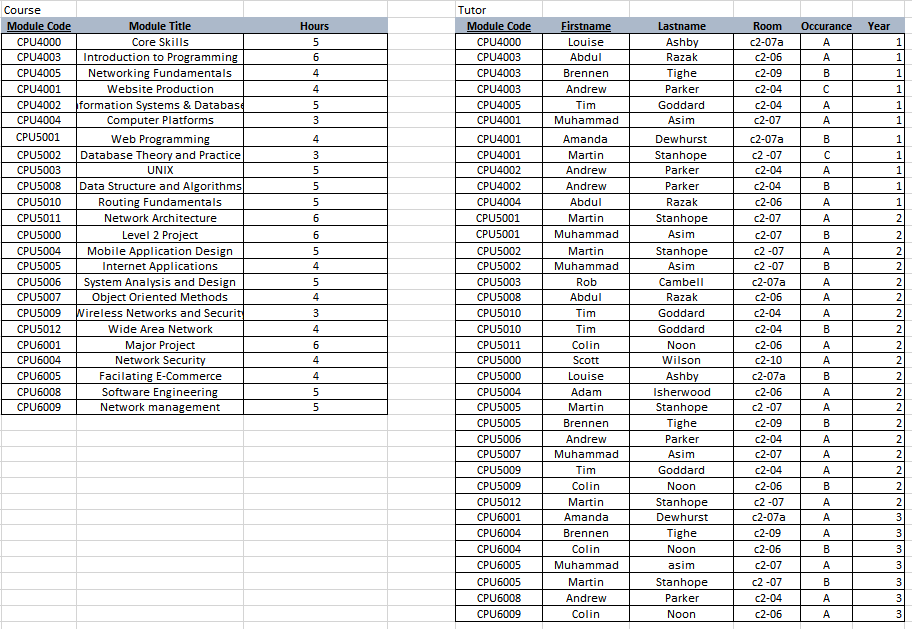 Course
Module Code Module Title Hours
CPU4000 Core Skills 5
CPU4003 Introduction to Programming 6
CPU4005 Networking Fundamentals 4
CPU4001 Website Production 4
CPU4002 formation Systems & Database 5
CPU4004 Computer Platforms 3
CPU5001 Web Programming 4
CPU5002 Database Theory and Practice 3
CPU5003 UNIX 5
CPU5008 Data Structure and Algorithms 5
CPU5010 Routing Fundamentals 5
CPU5011 Network Architecture 6
CPU5000 Level 2 Project 6
CPU5004 Mobile Application Design 5
CPU5005 Internet Applications 4
CPU5006 System Analysis and Design 5
CPU5007 Object Oriented Methods 4
CPU5009 Wireless Networks and Securit 3
CPU5012 Wide Area Network 4
CPU6001 Major Project 6
CPU6004 Network Security 4
CPU6005 Facilating E-Commerce 4
CPU6008 Software Engineering 5
CPU6009 Network management 5
Tutor
Module Code Firstname Lastname Room Occurance Year
CPU4000 Louise Ashby c2-07a A 1
CPU4003 Abdul Razak c2-06 A 1
CPU4003 Brennen Tighe c2-09 B 1
CPU4003 Andrew Parker c2-04 C 1
CPU4005 Tim Goddard c2-04 A 1
CPU4001 Muhammad Asim c2-07 A 1
CPU4001 Amanda Dewhurst c2-07a B 1
CPU4001 Martin Stanhope c2 -07 C 1
CPU4002 Andrew Parker c2-04 A 1
CPU4002 Andrew Parker c2-04 B 1
CPU4004 Abdul Razak c2-06 A 1
CPU5001 Martin Stanhope c2-07 A 2
CPU5001 Muhammad Asim c2-07 B 2
CPU5002 Martin Stanhope c2 -07 A 2
CPU5002 Muhammad Asim c2 -07 B 2
CPU5003 Rob Cambell c2-07a A 2
CPU5008 Abdul Razak c2-06 A 2
CPU5010 Tim Goddard c2-04 A 2
CPU5010 Tim Goddard c2-04 B 2
CPU5011 Colin Noon c2-06 A 2
CPU5000 Scott Wilson c2-10 A 2
CPU5000 Louise Ashby c2-07a B 2
CPU5004 Adam Isherwood c2-06 A 2
CPU5005 Martin Stanhope c2 -07 A 2
CPU5005 Brennen Tighe c2-09 B 2
CPU5006 Andrew Parker c2-04 A 2
CPU5007 Muhammad Asim c2-07 A 2
CPU5009 Tim Goddard c2-04 A 2
CPU5009 Colin Noon c2-06 B 2
CPU5012 Martin Stanhope c2 -07 A 2
CPU6001 Amanda Dewhurst c2-07a A 3
CPU6004 Brennen Tighe c2-09 A 3
CPU6004 Colin Noon c2-06 B 3
CPU6005 Muhammad asim c2-07 A 3
CPU6005 Martin Stanhope c2 -07 B 3
CPU6008 Andrew Parker c2-04 A 3
CPU6009 Colin Noon c2-06 A 3